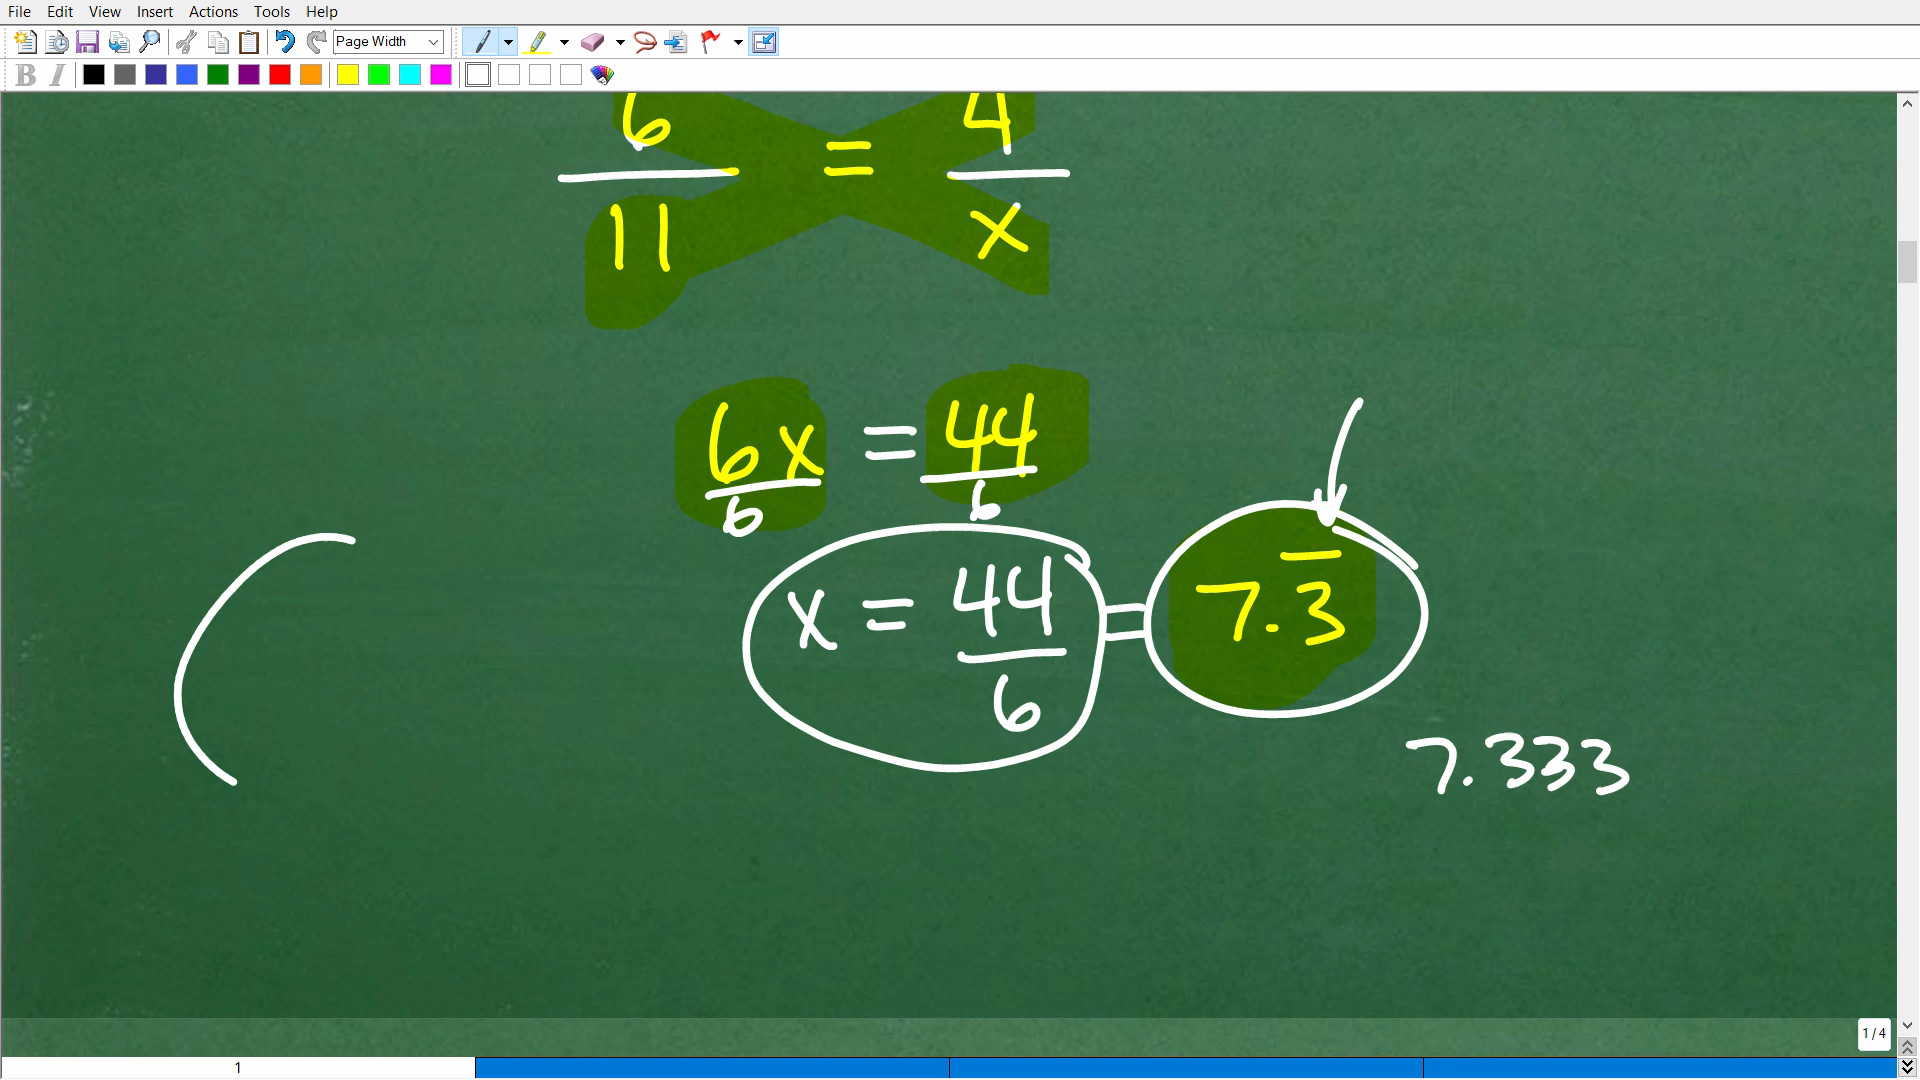 File Edit View Insert Actions Tools Help
Page Width
B I
6/11 = 4/x
6x/6 = 44/6
x = 44/6 = 7.3̅
7.333
1 / 4
1